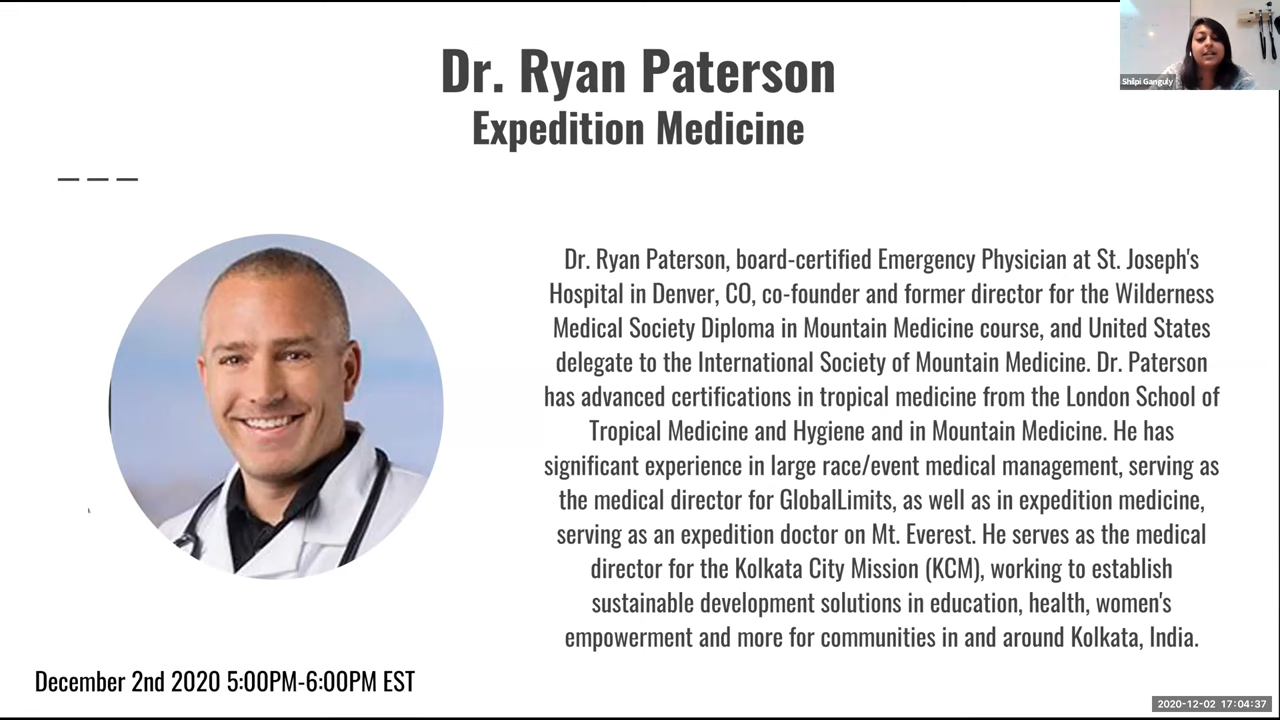 Dr. Ryan Paterson
Expedition Medicine
Shilpi Ganguly
Dr. Ryan Paterson, board-certified Emergency Physician at St. Joseph's
Hospital in Denver, CO, co-founder and former director for the Wilderness
Medical Society Diploma in Mountain Medicine course, and United States
delegate to the International Society of Mountain Medicine. Dr. Paterson
has advanced certifications in tropical medicine from the London School of
Tropical Medicine and Hygiene and in Mountain Medicine. He has
significant experience in large race/event medical management, serving as
the medical director for GlobalLimits, as well as in expedition medicine,
serving as an expedition doctor on Mt. Everest. He serves as the medical
director for the Kolkata City Mission (KCM), working to establish
sustainable development solutions in education, health, women's
empowerment and more for communities in and around Kolkata, India.
December 2nd 2020 5:00PM-6:00PM EST
2020-12-02 17:04:37